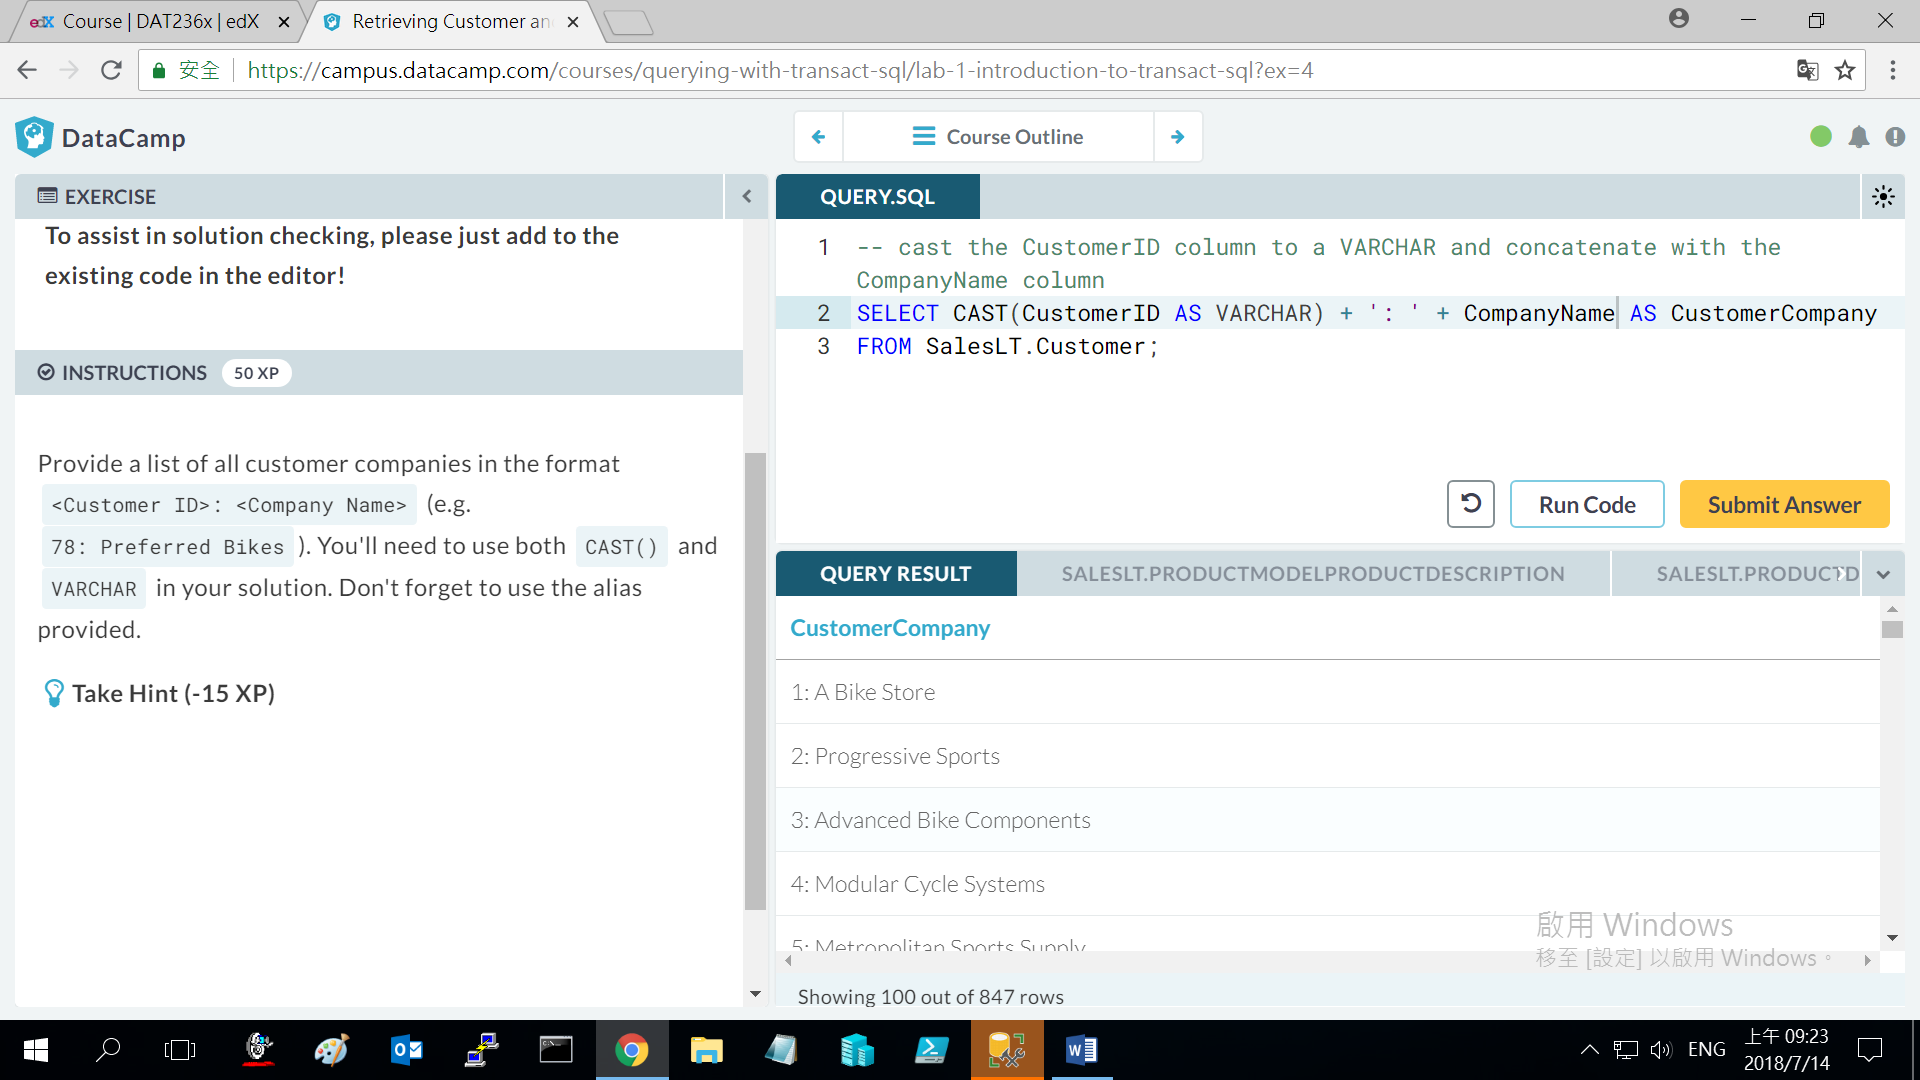 Course | DAT236x | edX
Retrieving Customer an
安全
https://campus.datacamp.com/courses/querying-with-transact-sql/lab-1-introduction-to-transact-sql?ex=4
DataCamp
Course Outline
EXERCISE
To assist in solution checking, please just add to the
existing code in the editor!
INSTRUCTIONS 50 XP
Provide a list of all customer companies in the format
<Customer ID>: <Company Name> (e.g.
78: Preferred Bikes ). You'll need to use both CAST() and
VARCHAR in your solution. Don't forget to use the alias
provided.
Take Hint (-15 XP)
QUERY.SQL
1 -- cast the CustomerID column to a VARCHAR and concatenate with the
CompanyName column
2 SELECT CAST(CustomerID AS VARCHAR) + ': ' + CompanyName AS CustomerCompany
3 FROM SalesLT.Customer;
Run Code
Submit Answer
QUERY RESULT
SALESLT.PRODUCTMODELPRODUCTDESCRIPTION
SALESLT.PRODUCTD
CustomerCompany
1: A Bike Store
2: Progressive Sports
3: Advanced Bike Components
4: Modular Cycle Systems
5: Metropolitan Sports Supply
Showing 100 out of 847 rows
啟用 Windows
移至 [設定] 以啟用 Windows。
ENG
上午 09:23
2018/7/14